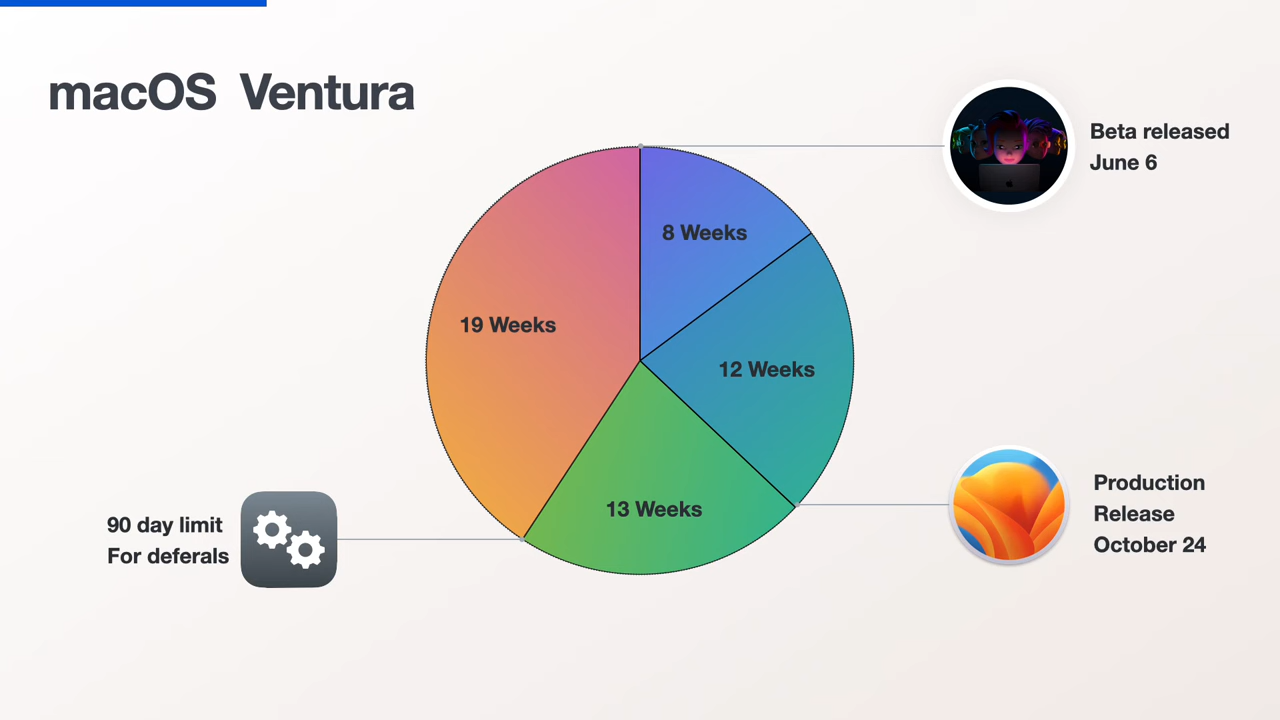 macOS Ventura
Beta released
June 6
8 Weeks
19 Weeks
12 Weeks
13 Weeks
Production
Release
October 24
90 day limit
For deferals